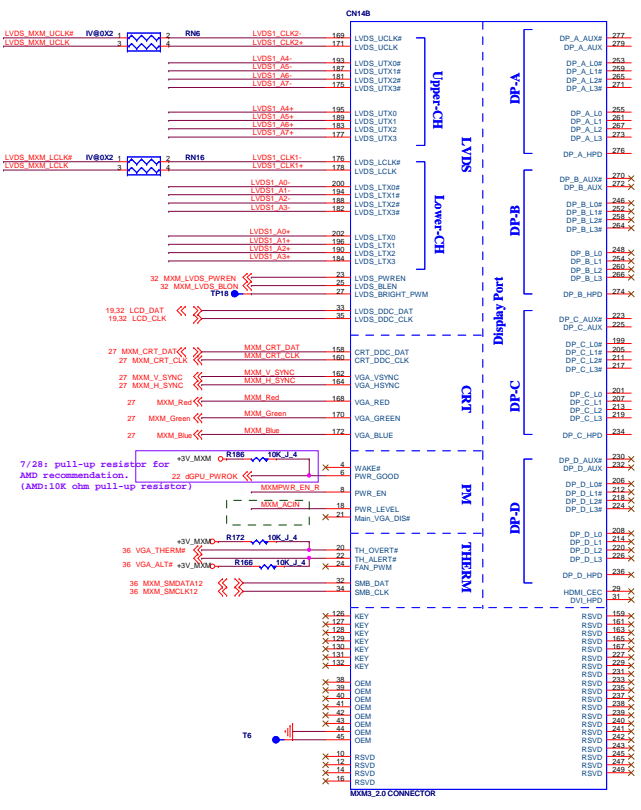 CN14B
LVDS_MXM_UCLK# IV@0X2 1 2 RN6 LVDS1_CLK2- 169 LVDS_UCLK# DP_A_AUX# 277
LVDS_MXM_UCLK 3 4 LVDS1_CLK2+ 171 LVDS_UCLK DP_A_AUX 279
LVDS1_A4- 193 LVDS_UTX0# DP_A_L0# 253
LVDS1_A5- 187 LVDS_UTX1# DP_A_L1# 259
LVDS1_A6- 181 LVDS_UTX2# DP_A_L2# 265
LVDS1_A7- 175 LVDS_UTX3# DP_A_L3# 271
Upper-CH
DP-A
LVDS1_A4+ 195 LVDS_UTX0 DP_A_L0 255
LVDS1_A5+ 189 LVDS_UTX1 DP_A_L1 261
LVDS1_A6+ 183 LVDS_UTX2 DP_A_L2 267
LVDS1_A7+ 177 LVDS_UTX3 DP_A_L3 273
LVDS
DP_A_HPD 276
LVDS_MXM_LCLK# IV@0X2 1 2 RN16 LVDS1_CLK1- 176 LVDS_LCLK#
LVDS_MXM_LCLK 3 4 LVDS1_CLK1+ 178 LVDS_LCLK
DP_B_AUX# 270
DP_B_AUX 272
LVDS1_A0- 200 LVDS_LTX0# DP_B_L0# 246
LVDS1_A1- 194 LVDS_LTX1# DP_B_L1# 252
LVDS1_A2- 188 LVDS_LTX2# DP_B_L2# 258
LVDS1_A3- 182 LVDS_LTX3# DP_B_L3# 264
Lower-CH
DP-B
LVDS1_A0+ 202 LVDS_LTX0 DP_B_L0 248
LVDS1_A1+ 196 LVDS_LTX1 DP_B_L1 254
LVDS1_A2+ 190 LVDS_LTX2 DP_B_L2 260
LVDS1_A3+ 184 LVDS_LTX3 DP_B_L3 266
32 MXM_LVDS_PWREN 23 LVDS_PWREN
32 MXM_LVDS_BLON 25 LVDS_BLEN
TP18 27 LVDS_BRIGHT_PWM DP_B_HPD 274
Display Port
19,32 LCD_DAT 33 LVDS_DDC_DAT DP_C_AUX# 223
19,32 LCD_CLK 35 LVDS_DDC_CLK DP_C_AUX 225
27 MXM_CRT_DAT MXM_CRT_DAT 158 CRT_DDC_DAT DP_C_L0# 199
27 MXM_CRT_CLK MXM_CRT_CLK 160 CRT_DDC_CLK DP_C_L1# 205
DP_C_L2# 211
DP_C_L3# 217
27 MXM_V_SYNC MXM_V_SYNC 162 VGA_VSYNC
27 MXM_H_SYNC MXM_H_SYNC 164 VGA_HSYNC
CRT
DP-C
27 MXM_Red MXM_Red 168 VGA_RED DP_C_L0 201
DP_C_L1 207
27 MXM_Green MXM_Green 170 VGA_GREEN DP_C_L2 213
DP_C_L3 219
27 MXM_Blue MXM_Blue 172 VGA_BLUE DP_C_HPD 234
7/28: pull-up resistor for
AMD recommendation.
(AMD:10K ohm pull-up resistor)
+3V_MXM R186 10K_J_4
4 WAKE# DP_D_AUX# 230
22 dGPU_PWROK 6 PWR_GOOD DP_D_AUX 232
MXMPWR_EN_R 8 PWR_EN
MXM_ACIN 18 PWR_LEVEL
21 Main_VGA_DIS#
PM
DP_D_L0# 206
DP_D_L1# 212
DP_D_L2# 218
DP_D_L3# 224
DP-D
+3V_MXM R172 10K_J_4
36 VGA_THERM# 20 TH_OVERT# DP_D_L0 208
36 VGA_ALT# 22 TH_ALERT# DP_D_L1 214
+3V_MXM R166 10K_J_4 24 FAN_PWM DP_D_L2 220
DP_D_L3 226
THERM
36 MXM_SMDATA12 32 SMB_DAT DP_D_HPD 236
36 MXM_SMCLK12 34 SMB_CLK HDMI_CEC 29
DVI_HPD 31
126 KEY RSVD 159
127 KEY RSVD 161
128 KEY RSVD 163
129 KEY RSVD 165
130 KEY RSVD 167
131 KEY RSVD 227
132 KEY RSVD 229
RSVD 231
38 OEM RSVD 233
39 OEM RSVD 235
40 OEM RSVD 237
41 OEM RSVD 238
42 OEM RSVD 239
43 OEM RSVD 240
44 OEM RSVD 241
T6 45 OEM RSVD 242
RSVD 243
10 RSVD RSVD 245
12 RSVD RSVD 247
14 RSVD RSVD 249
16 RSVD
MXM3_2.0 CONNECTOR